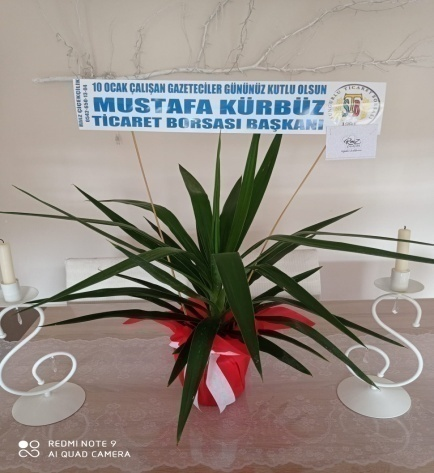 10 OCAK ÇALIŞAN GAZETECİLER GÜNÜNÜZ KUTLU OLSUN
MUSTAFA KÜRBÜZ
TİCARET BORSASI BAŞKANI
REDMI NOTE 9
AI QUAD CAMERA